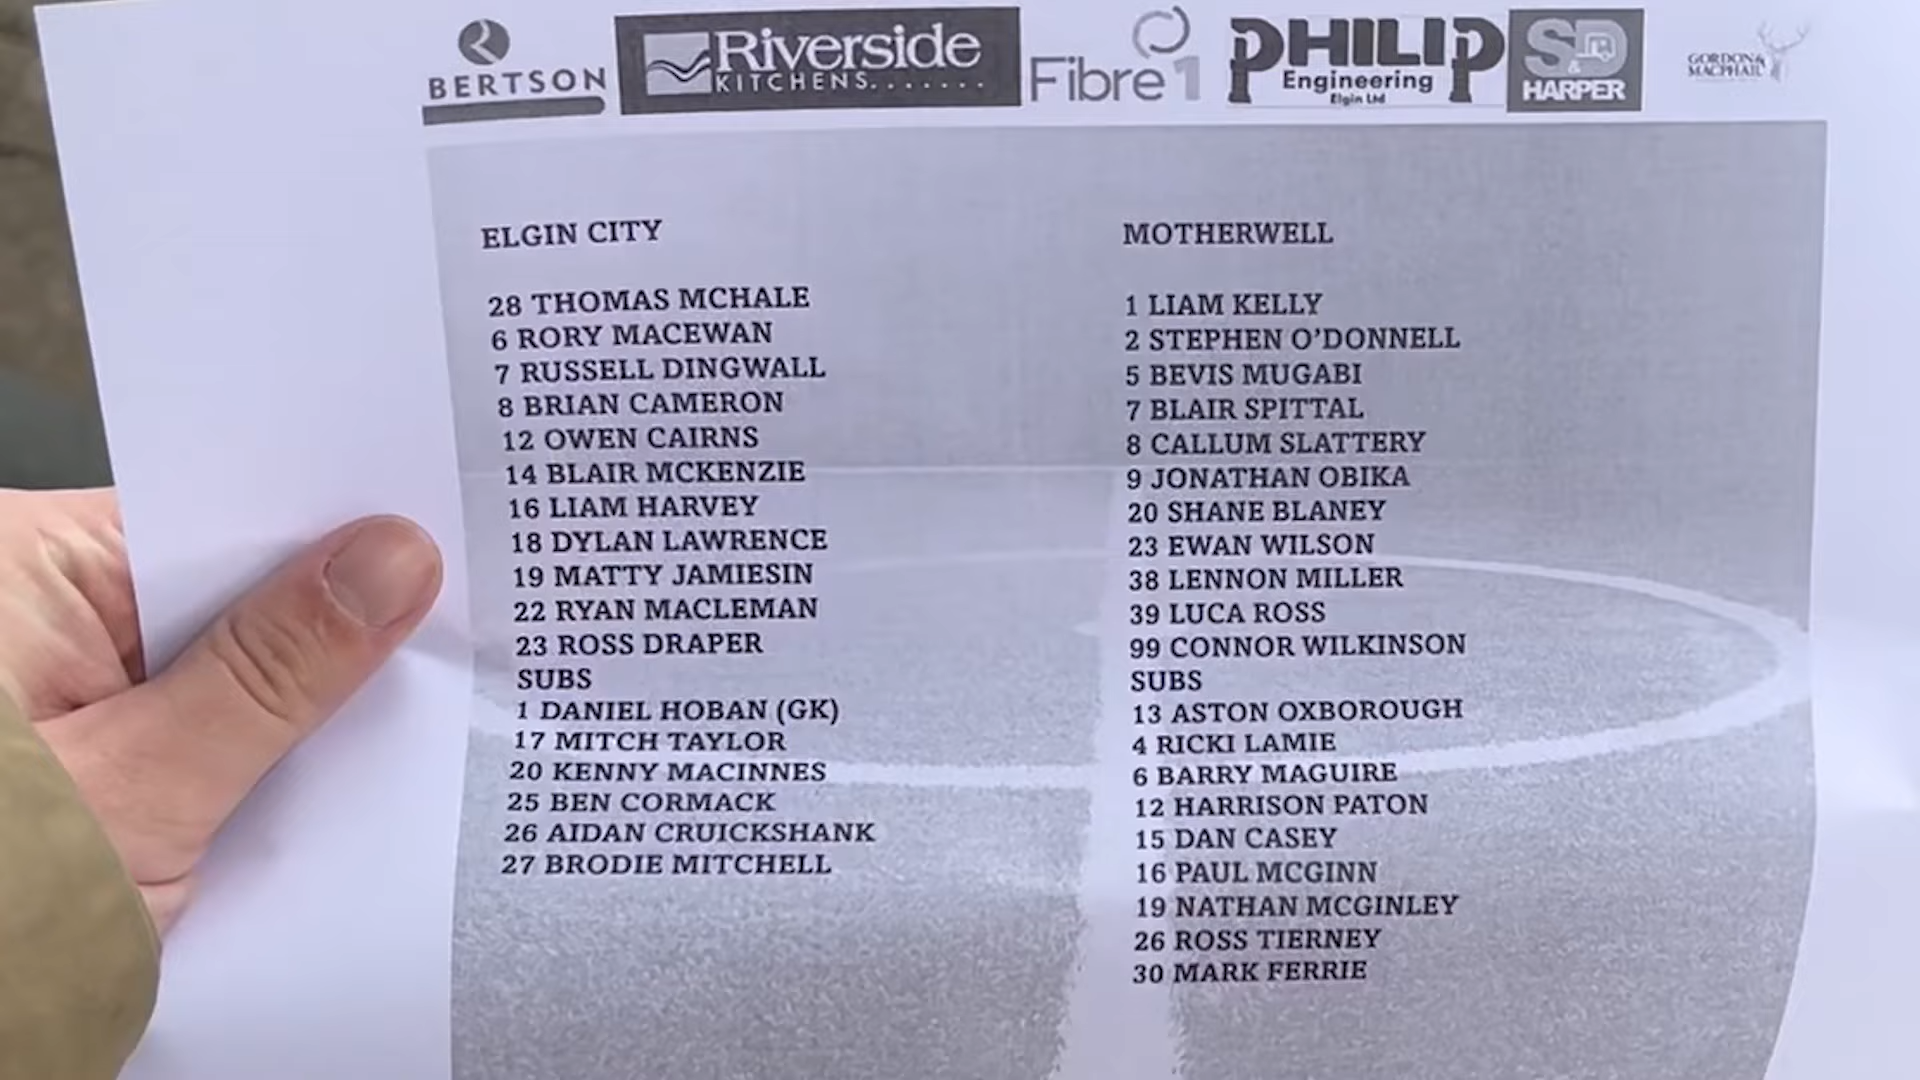 BERTSON
Riverside
KITCHENS.......
Fibre1
PHILIP
Engineering
Elgin Ltd
S&D
HARPER
GORDON &
MACPHAIL
ELGIN CITY
28 THOMAS MCHALE
6 RORY MACEWAN
7 RUSSELL DINGWALL
8 BRIAN CAMERON
12 OWEN CAIRNS
14 BLAIR MCKENZIE
16 LIAM HARVEY
18 DYLAN LAWRENCE
19 MATTY JAMIESIN
22 RYAN MACLEMAN
23 ROSS DRAPER
SUBS
1 DANIEL HOBAN (GK)
17 MITCH TAYLOR
20 KENNY MACINNES
25 BEN CORMACK
26 AIDAN CRUICKSHANK
27 BRODIE MITCHELL
MOTHERWELL
1 LIAM KELLY
2 STEPHEN O’DONNELL
5 BEVIS MUGABI
7 BLAIR SPITTAL
8 CALLUM SLATTERY
9 JONATHAN OBIKA
20 SHANE BLANEY
23 EWAN WILSON
38 LENNON MILLER
39 LUCA ROSS
99 CONNOR WILKINSON
SUBS
13 ASTON OXBOROUGH
4 RICKI LAMIE
6 BARRY MAGUIRE
12 HARRISON PATON
15 DAN CASEY
16 PAUL MCGINN
19 NATHAN MCGINLEY
26 ROSS TIERNEY
30 MARK FERRIE